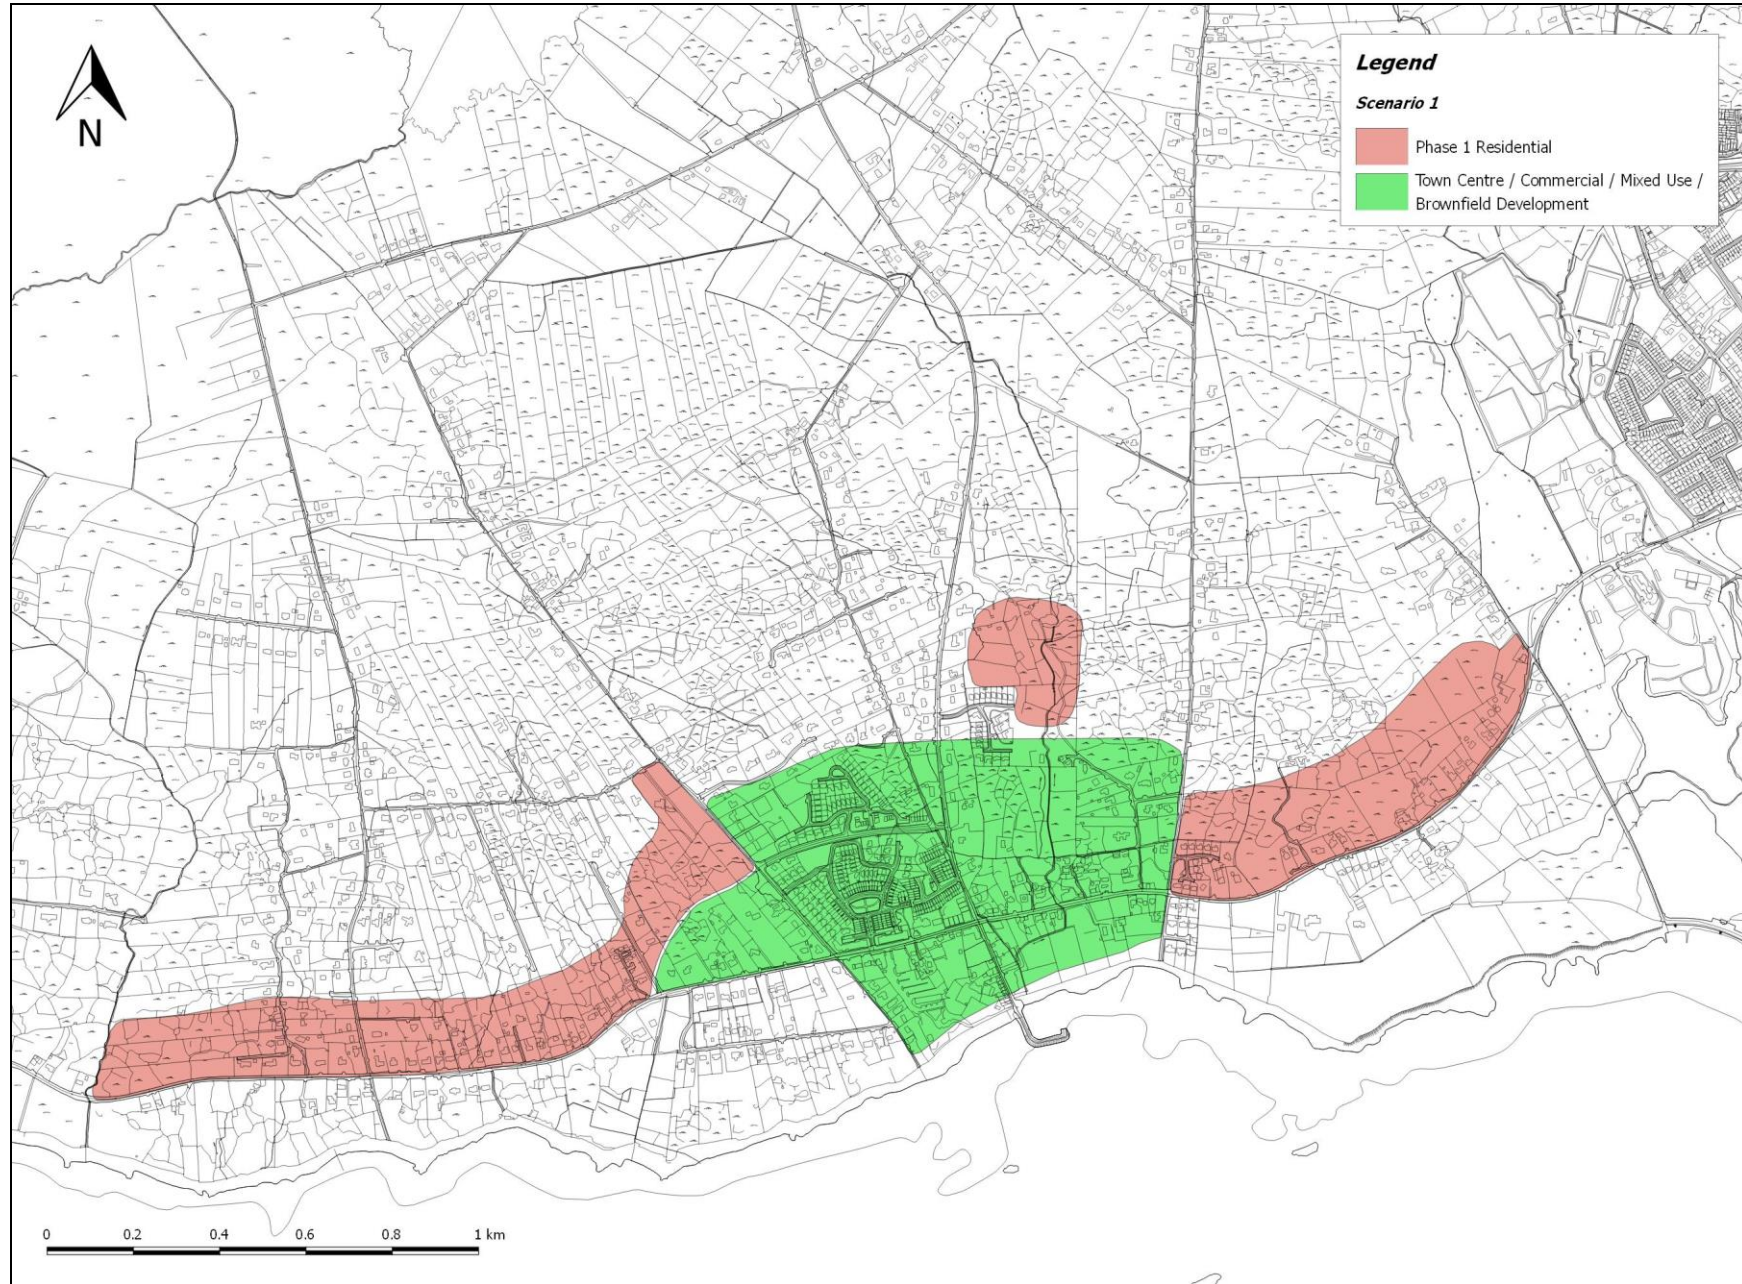 N
Legend
Scenario 1
Phase 1 Residential
Town Centre / Commercial / Mixed Use /
Brownfield Development
0 0.2 0.4 0.6 0.8 1 km